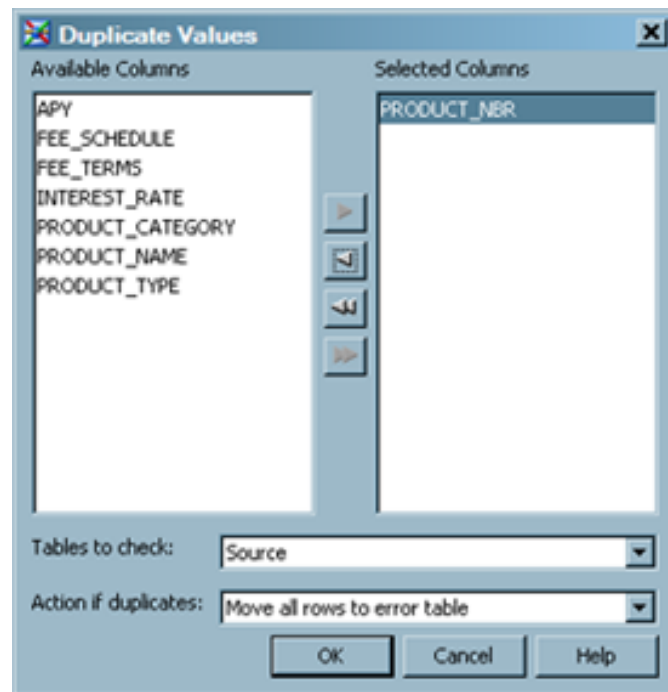 Duplicate Values
Available Columns
Selected Columns
APY
FEE_SCHEDULE
FEE_TERMS
INTEREST_RATE
PRODUCT_CATEGORY
PRODUCT_NAME
PRODUCT_TYPE
PRODUCT_NBR
Tables to check:
Source
Action if duplicates:
Move all rows to error table
OK
Cancel
Help